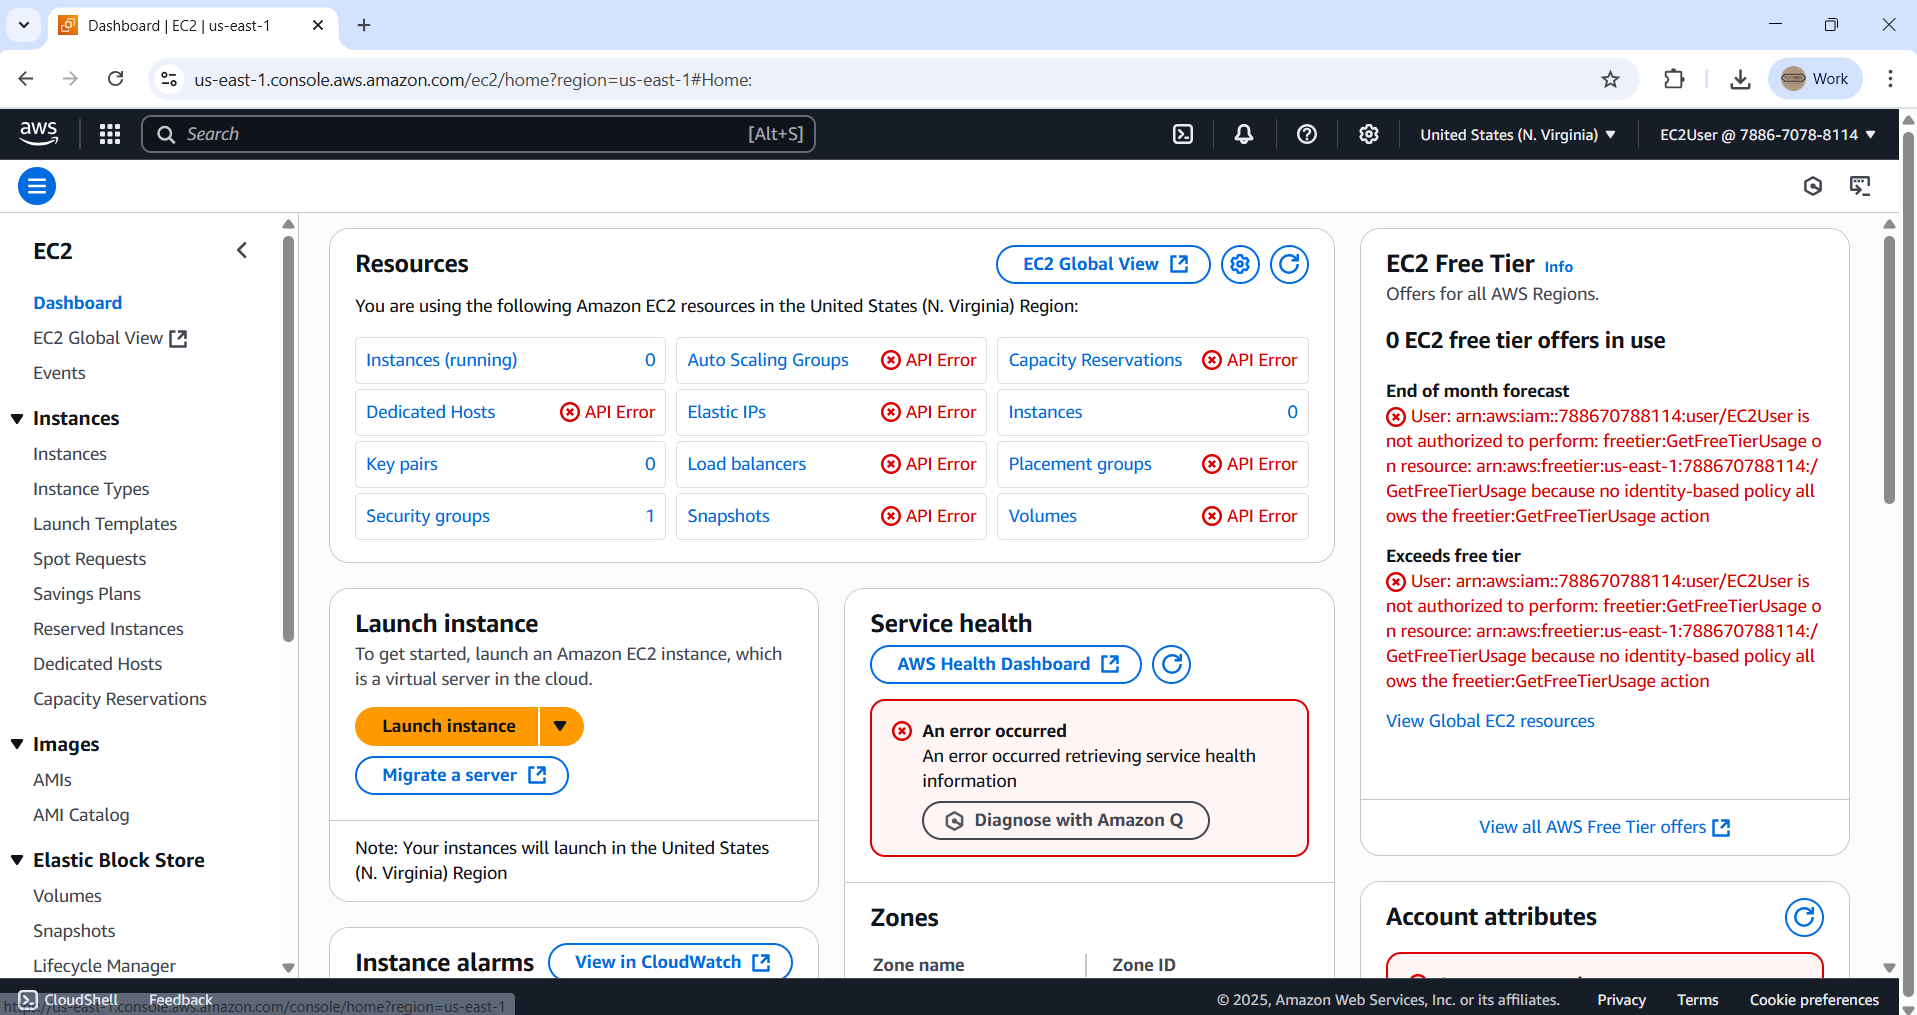 Dashboard | EC2 | us-east-1
us-east-1.console.aws.amazon.com/ec2/home?region=us-east-1#Home:
Work
aws
Search
[Alt+S]
United States (N. Virginia)
EC2User @ 7886-7078-8114
EC2
Dashboard
EC2 Global View
Events
Instances
Instances
Instance Types
Launch Templates
Spot Requests
Savings Plans
Reserved Instances
Dedicated Hosts
Capacity Reservations
Images
AMIs
AMI Catalog
Elastic Block Store
Volumes
Snapshots
Lifecycle Manager
Resources
EC2 Global View
You are using the following Amazon EC2 resources in the United States (N. Virginia) Region:
Instances (running) 0
Auto Scaling Groups API Error
Capacity Reservations API Error
Dedicated Hosts API Error
Elastic IPs API Error
Instances 0
Key pairs 0
Load balancers API Error
Placement groups API Error
Security groups 1
Snapshots API Error
Volumes API Error
Launch instance
To get started, launch an Amazon EC2 instance, which
is a virtual server in the cloud.
Launch instance
Migrate a server
Note: Your instances will launch in the United States
(N. Virginia) Region
Instance alarms
View in CloudWatch
Service health
AWS Health Dashboard
An error occurred
An error occurred retrieving service health
information
Diagnose with Amazon Q
Zones
Zone name
Zone ID
EC2 Free Tier Info
Offers for all AWS Regions.
0 EC2 free tier offers in use
End of month forecast
User: arn:aws:iam::788670788114:user/EC2User is
not authorized to perform: freetier:GetFreeTierUsage o
n resource: arn:aws:freetier:us-east-1:788670788114:/
GetFreeTierUsage because no identity-based policy all
ows the freetier:GetFreeTierUsage action
Exceeds free tier
User: arn:aws:iam::788670788114:user/EC2User is
not authorized to perform: freetier:GetFreeTierUsage o
n resource: arn:aws:freetier:us-east-1:788670788114:/
GetFreeTierUsage because no identity-based policy all
ows the freetier:GetFreeTierUsage action
View Global EC2 resources
View all AWS Free Tier offers
Account attributes
CloudShell
Feedback
https://us-east-1.console.aws.amazon.com/console/home?region=us-east-1
© 2025, Amazon Web Services, Inc. or its affiliates.
Privacy
Terms
Cookie preferences